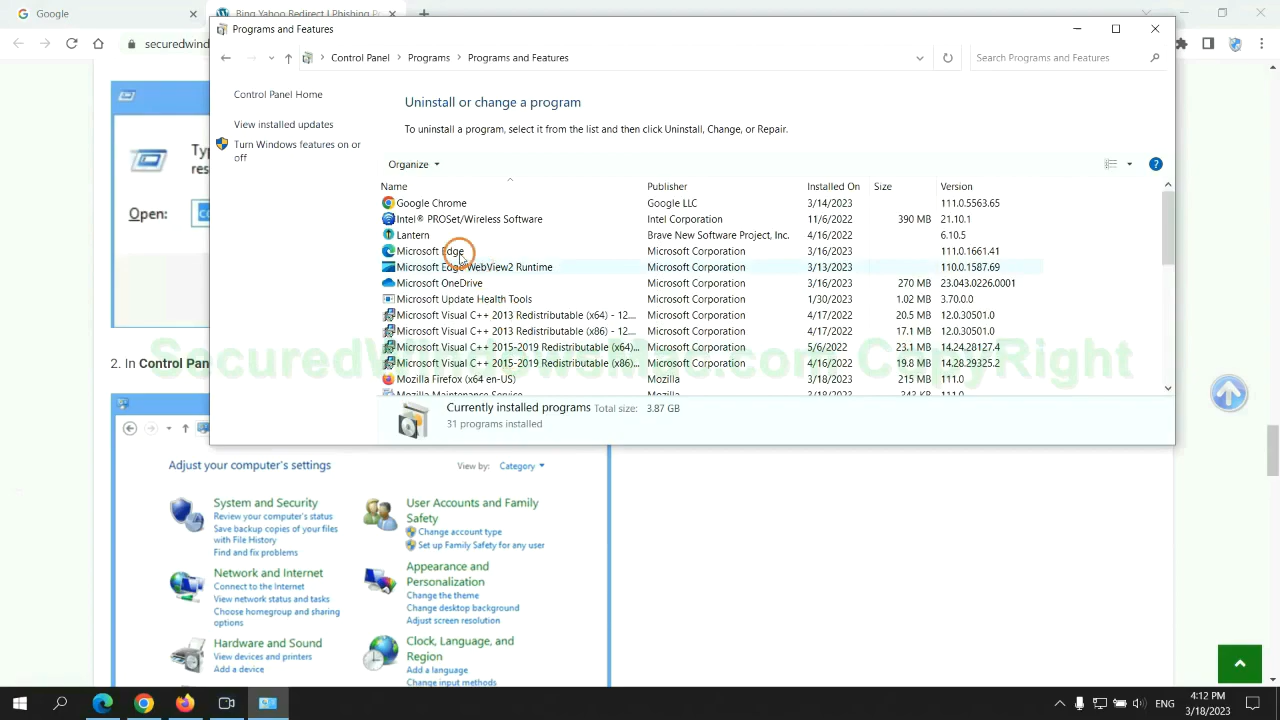 Google
Bing Yahoo Redirect | Phishing Pr
securedwind
Programs and Features
Control Panel
Programs
Programs and Features
Search Programs and Features
Control Panel Home
View installed updates
Turn Windows features on or
off
Uninstall or change a program
To uninstall a program, select it from the list and then click Uninstall, Change, or Repair.
Organize
Name Publisher Installed On Size Version
Google Chrome Google LLC 3/14/2023 111.0.5563.65
Intel® PROSet/Wireless Software Intel Corporation 11/6/2022 390 MB 21.10.1
Lantern Brave New Software Project, Inc. 4/16/2022 6.10.5
Microsoft Edge Microsoft Corporation 3/16/2023 111.0.1661.41
Microsoft Edge WebView2 Runtime Microsoft Corporation 3/13/2023 110.0.1587.69
Microsoft OneDrive Microsoft Corporation 3/16/2023 270 MB 23.043.0226.0001
Microsoft Update Health Tools Microsoft Corporation 1/30/2023 1.02 MB 3.70.0.0
Microsoft Visual C++ 2013 Redistributable (x64) - 12.... Microsoft Corporation 4/17/2022 20.5 MB 12.0.30501.0
Microsoft Visual C++ 2013 Redistributable (x86) - 12.... Microsoft Corporation 4/17/2022 17.1 MB 12.0.30501.0
Microsoft Visual C++ 2015-2019 Redistributable (x64)... Microsoft Corporation 5/6/2022 23.1 MB 14.24.28127.4
Microsoft Visual C++ 2015-2019 Redistributable (x86)... Microsoft Corporation 4/16/2022 19.8 MB 14.28.29325.2
Mozilla Firefox (x64 en-US) Mozilla 3/18/2023 215 MB 111.0
Mozilla Maintenance Service Mozilla 3/18/2023 343 KB 111.0
Currently installed programs Total size: 3.87 GB
31 programs installed
Open:
2. In Control Pan
Adjust your computer's settings
View by: Category
System and Security
Review your computer's status
Save backup copies of your files
with File History
Find and fix problems
Network and Internet
Connect to the Internet
View network status and tasks
Choose homegroup and sharing
options
Hardware and Sound
View devices and printers
Add a device
User Accounts and Family
Safety
Change account type
Set up Family Safety for any user
Appearance and
Personalization
Change the theme
Change desktop background
Adjust screen resolution
Clock, Language, and
Region
Add a language
Change input methods
ENG
4:12 PM
3/18/2023